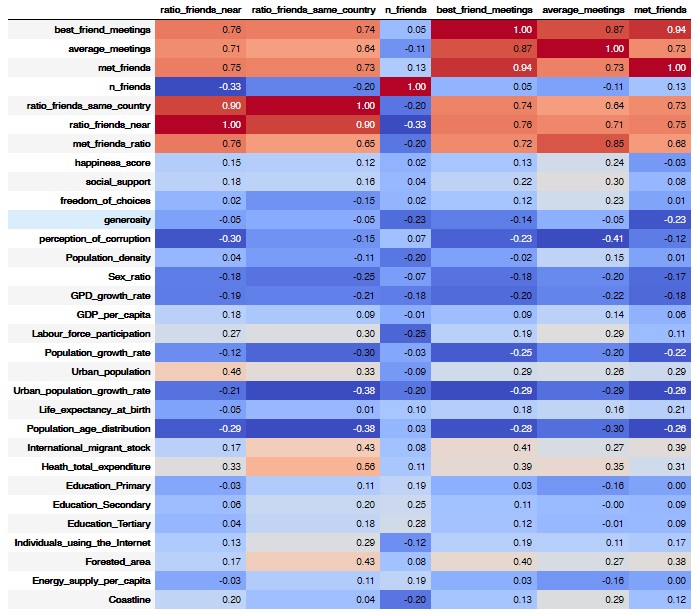 ratio_friends_near ratio_friends_same_country n_friends best_friend_meetings average_meetings met_friends
best_friend_meetings 0.76 0.74 0.05 1.00 0.87 0.94
average_meetings 0.71 0.64 -0.11 0.87 1.00 0.73
met_friends 0.75 0.73 0.13 0.94 0.73 1.00
n_friends -0.33 -0.20 1.00 0.05 -0.11 0.13
ratio_friends_same_country 0.90 1.00 -0.20 0.74 0.64 0.73
ratio_friends_near 1.00 0.90 -0.33 0.76 0.71 0.75
met_friends_ratio 0.76 0.65 -0.20 0.72 0.85 0.68
happiness_score 0.15 0.12 0.02 0.13 0.24 -0.03
social_support 0.18 0.16 0.04 0.22 0.30 0.08
freedom_of_choices 0.02 -0.15 0.02 0.12 0.23 0.01
generosity -0.05 -0.05 -0.23 -0.14 -0.05 -0.23
perception_of_corruption -0.30 -0.15 0.07 -0.23 -0.41 -0.12
Population_denaity 0.04 -0.11 -0.20 -0.02 0.15 0.01
Sex_ratio -0.18 -0.25 -0.07 -0.18 -0.20 -0.17
GPD_growth_rate -0.19 -0.21 -0.18 -0.20 -0.22 -0.18
GDP_per_capita 0.18 0.09 -0.01 0.09 0.14 0.06
Labour_force_participation 0.27 0.30 -0.25 0.19 0.29 0.11
Population_growth_rate -0.12 -0.30 -0.03 -0.25 -0.20 -0.22
Urban_population 0.46 0.33 -0.09 0.29 0.26 0.29
Urban_population_growth_rate -0.21 -0.38 -0.20 -0.29 -0.29 -0.26
Life_expectancy_at_birth -0.05 0.01 0.10 0.18 0.16 0.21
Population_age_distribution -0.29 -0.38 0.03 -0.28 -0.30 -0.26
International_migrant_stock 0.17 0.43 0.08 0.41 0.27 0.39
Heath_total_expenditure 0.33 0.56 0.11 0.39 0.35 0.31
Education_Primary -0.03 0.11 0.19 0.03 -0.16 0.00
Education_Secondary 0.06 0.20 0.25 0.11 -0.00 0.09
Education_Tertiary 0.04 0.18 0.28 0.12 -0.01 0.09
Individuals_using_the_Internet 0.13 0.29 -0.12 0.19 0.11 0.17
Forested_area 0.17 0.43 0.08 0.40 0.27 0.38
Energy_supply_per_capita -0.03 0.11 0.19 0.03 -0.16 0.00
Coastline 0.20 0.04 -0.20 0.13 0.29 0.12